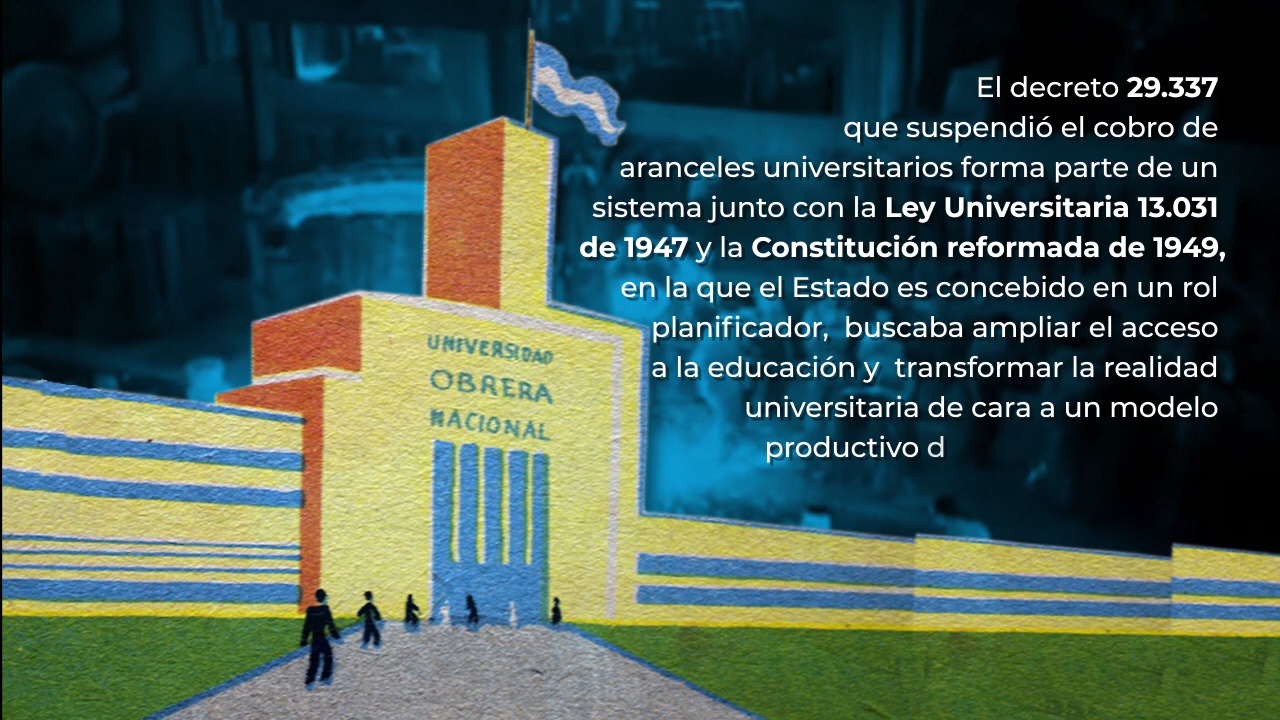 El decreto 29.337
que suspendió el cobro de
aranceles universitarios forma parte de un
sistema junto con la Ley Universitaria 13.031
de 1947 y la Constitución reformada de 1949,
en la que el Estado es concebido en un rol
planificador, buscaba ampliar el acceso
a la educación y transformar la realidad
universitaria de cara a un modelo
productivo d
UNIVERSIDAD
OBRERA
NACIONAL